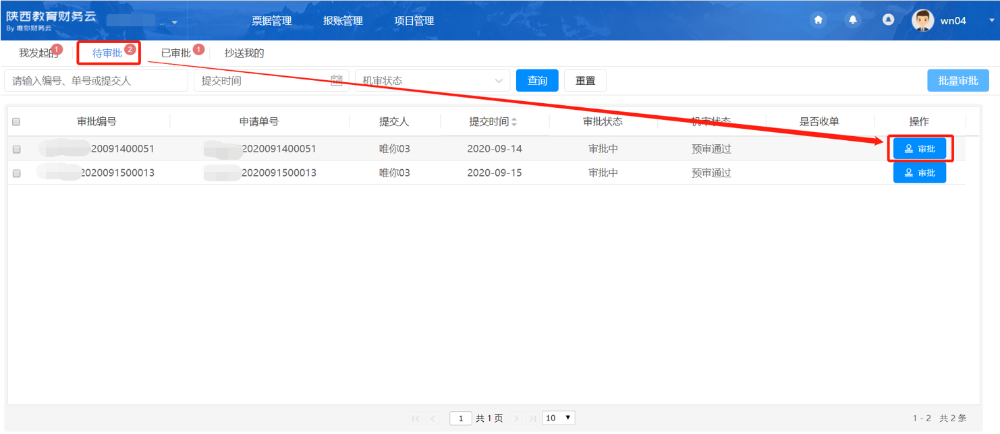 陕西教育财务云
By 唯你财务云
.. 票据管理 报账管理 项目管理 wn04
我发起的 1 待审批 2 已审批 1 抄送我的
请输入编号、单号或提交人 提交时间 机审状态 查询 重置 批量审批
审批编号 申请单号 提交人 提交时间 审批状态 机审状态 是否收单 操作
20091400051 2020091400051 唯你03 2020-09-14 审批中 预审通过 审批
2020091500013 2020091500013 唯你03 2020-09-15 审批中 预审通过 审批
1 共 1 页 10 1 - 2 共 2 条